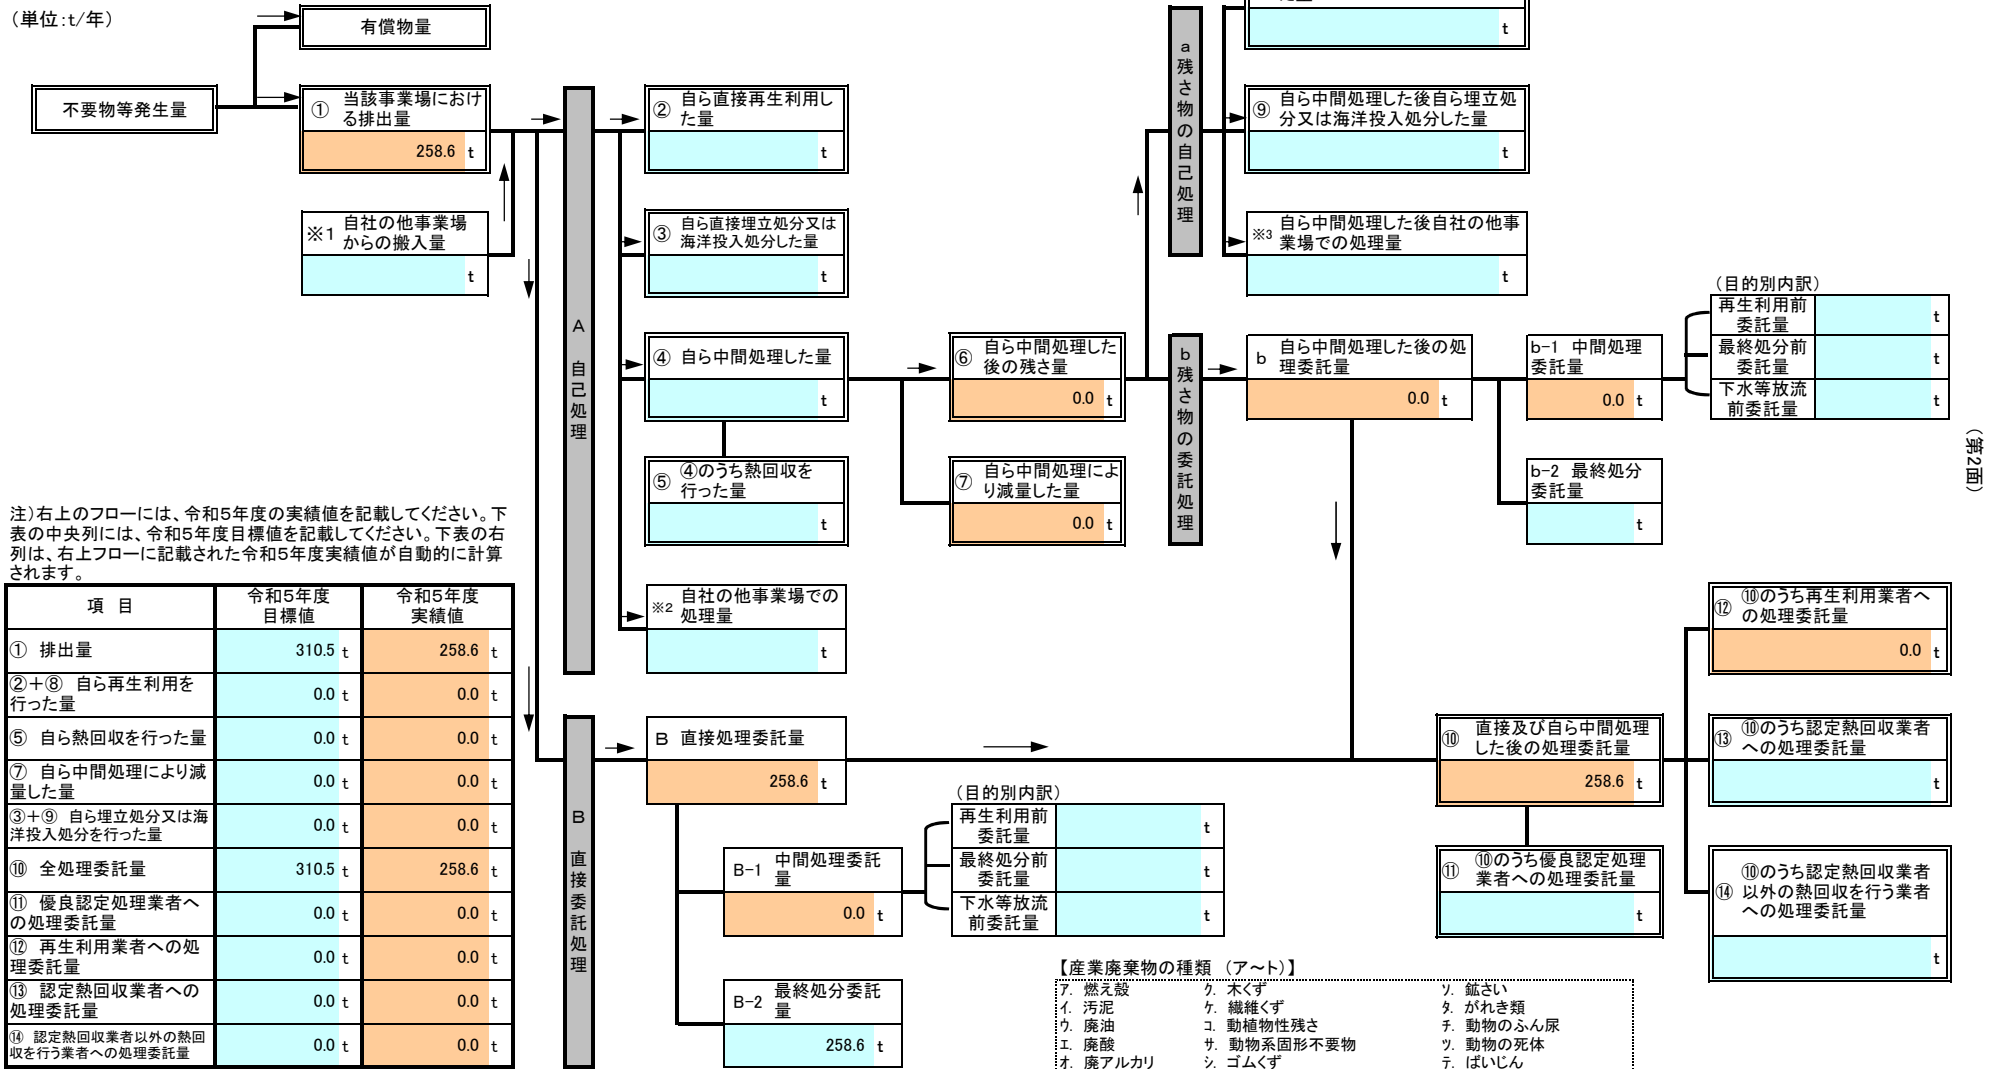 （単位：t/年）
有償物量
不要物等発生量
① 当該事業場におけ
る排出量
258.6 t
※1 自社の他事業場
からの搬入量
t
A 自己処理
② 自ら直接再生利用し
た量
t
③ 自ら直接埋立処分又は
海洋投入処分した量
t
④ 自ら中間処理した量
t
⑤ ④のうち熱回収を
行った量
t
※2 自社の他事業場での
処理量
t
⑥ 自ら中間処理した
後の残さ量
0.0 t
⑦ 自ら中間処理によ
り減量した量
0.0 t
a 残さ物の自己処理
t
⑨ 自ら中間処理した後自ら埋立処
分又は海洋投入処分した量
t
※3 自ら中間処理した後自社の他事
業場での処理量
t
b 残さ物の委託処理
b 自ら中間処理した後の処
理委託量
0.0 t
b-1 中間処理
委託量
0.0 t
b-2 最終処分
委託量
t
（目的別内訳）
再生利用前
委託量
t
最終処分前
委託量
t
下水等放流
前委託量
t
（第2面）
注）右上のフローには、令和5年度の実績値を記載してください。下
表の中央列には、令和5年度目標値を記載してください。下表の右
列は、右上フローに記載された令和5年度実績値が自動的に計算
されます。
項 目
令和5年度
目標値
令和5年度
実績値
① 排出量
310.5 t 258.6 t
②＋⑧ 自ら再生利用を
行った量
0.0 t 0.0 t
⑤ 自ら熱回収を行った量
0.0 t 0.0 t
⑦ 自ら中間処理により減
量した量
0.0 t 0.0 t
③＋⑨ 自ら埋立処分又は海
洋投入処分を行った量
0.0 t 0.0 t
⑩ 全処理委託量
310.5 t 258.6 t
⑪ 優良認定処理業者へ
の処理委託量
0.0 t 0.0 t
⑫ 再生利用業者への処
理委託量
0.0 t 0.0 t
⑬ 認定熱回収業者への
処理委託量
0.0 t 0.0 t
⑭ 認定熱回収業者以外の熱回
収を行う業者への処理委託量
0.0 t 0.0 t
B 直接委託処理
B 直接処理委託量
258.6 t
B-1 中間処理委託
量
0.0 t
B-2 最終処分委託
量
258.6 t
（目的別内訳）
再生利用前
委託量
t
最終処分前
委託量
t
下水等放流
前委託量
t
⑩ 直接及び自ら中間処理
した後の処理委託量
258.6 t
⑪ ⑩のうち優良認定処理
業者への処理委託量
t
⑫ ⑩のうち再生利用業者へ
の処理委託量
0.0 t
⑬ ⑩のうち認定熱回収業者
への処理委託量
t
⑭ ⑩のうち認定熱回収業者
以外の熱回収を行う業者
への処理委託量
t
【産業廃棄物の種類 （ア～ト）】
ア. 燃え殻 ク. 木くず ソ. 鉱さい
イ. 汚泥 ケ. 繊維くず タ. がれき類
ウ. 廃油 コ. 動植物性残さ チ. 動物のふん尿
エ. 廃酸 サ. 動物系固形不要物 ツ. 動物の死体
オ. 廃アルカリ シ. ゴムくず テ. ばいじん